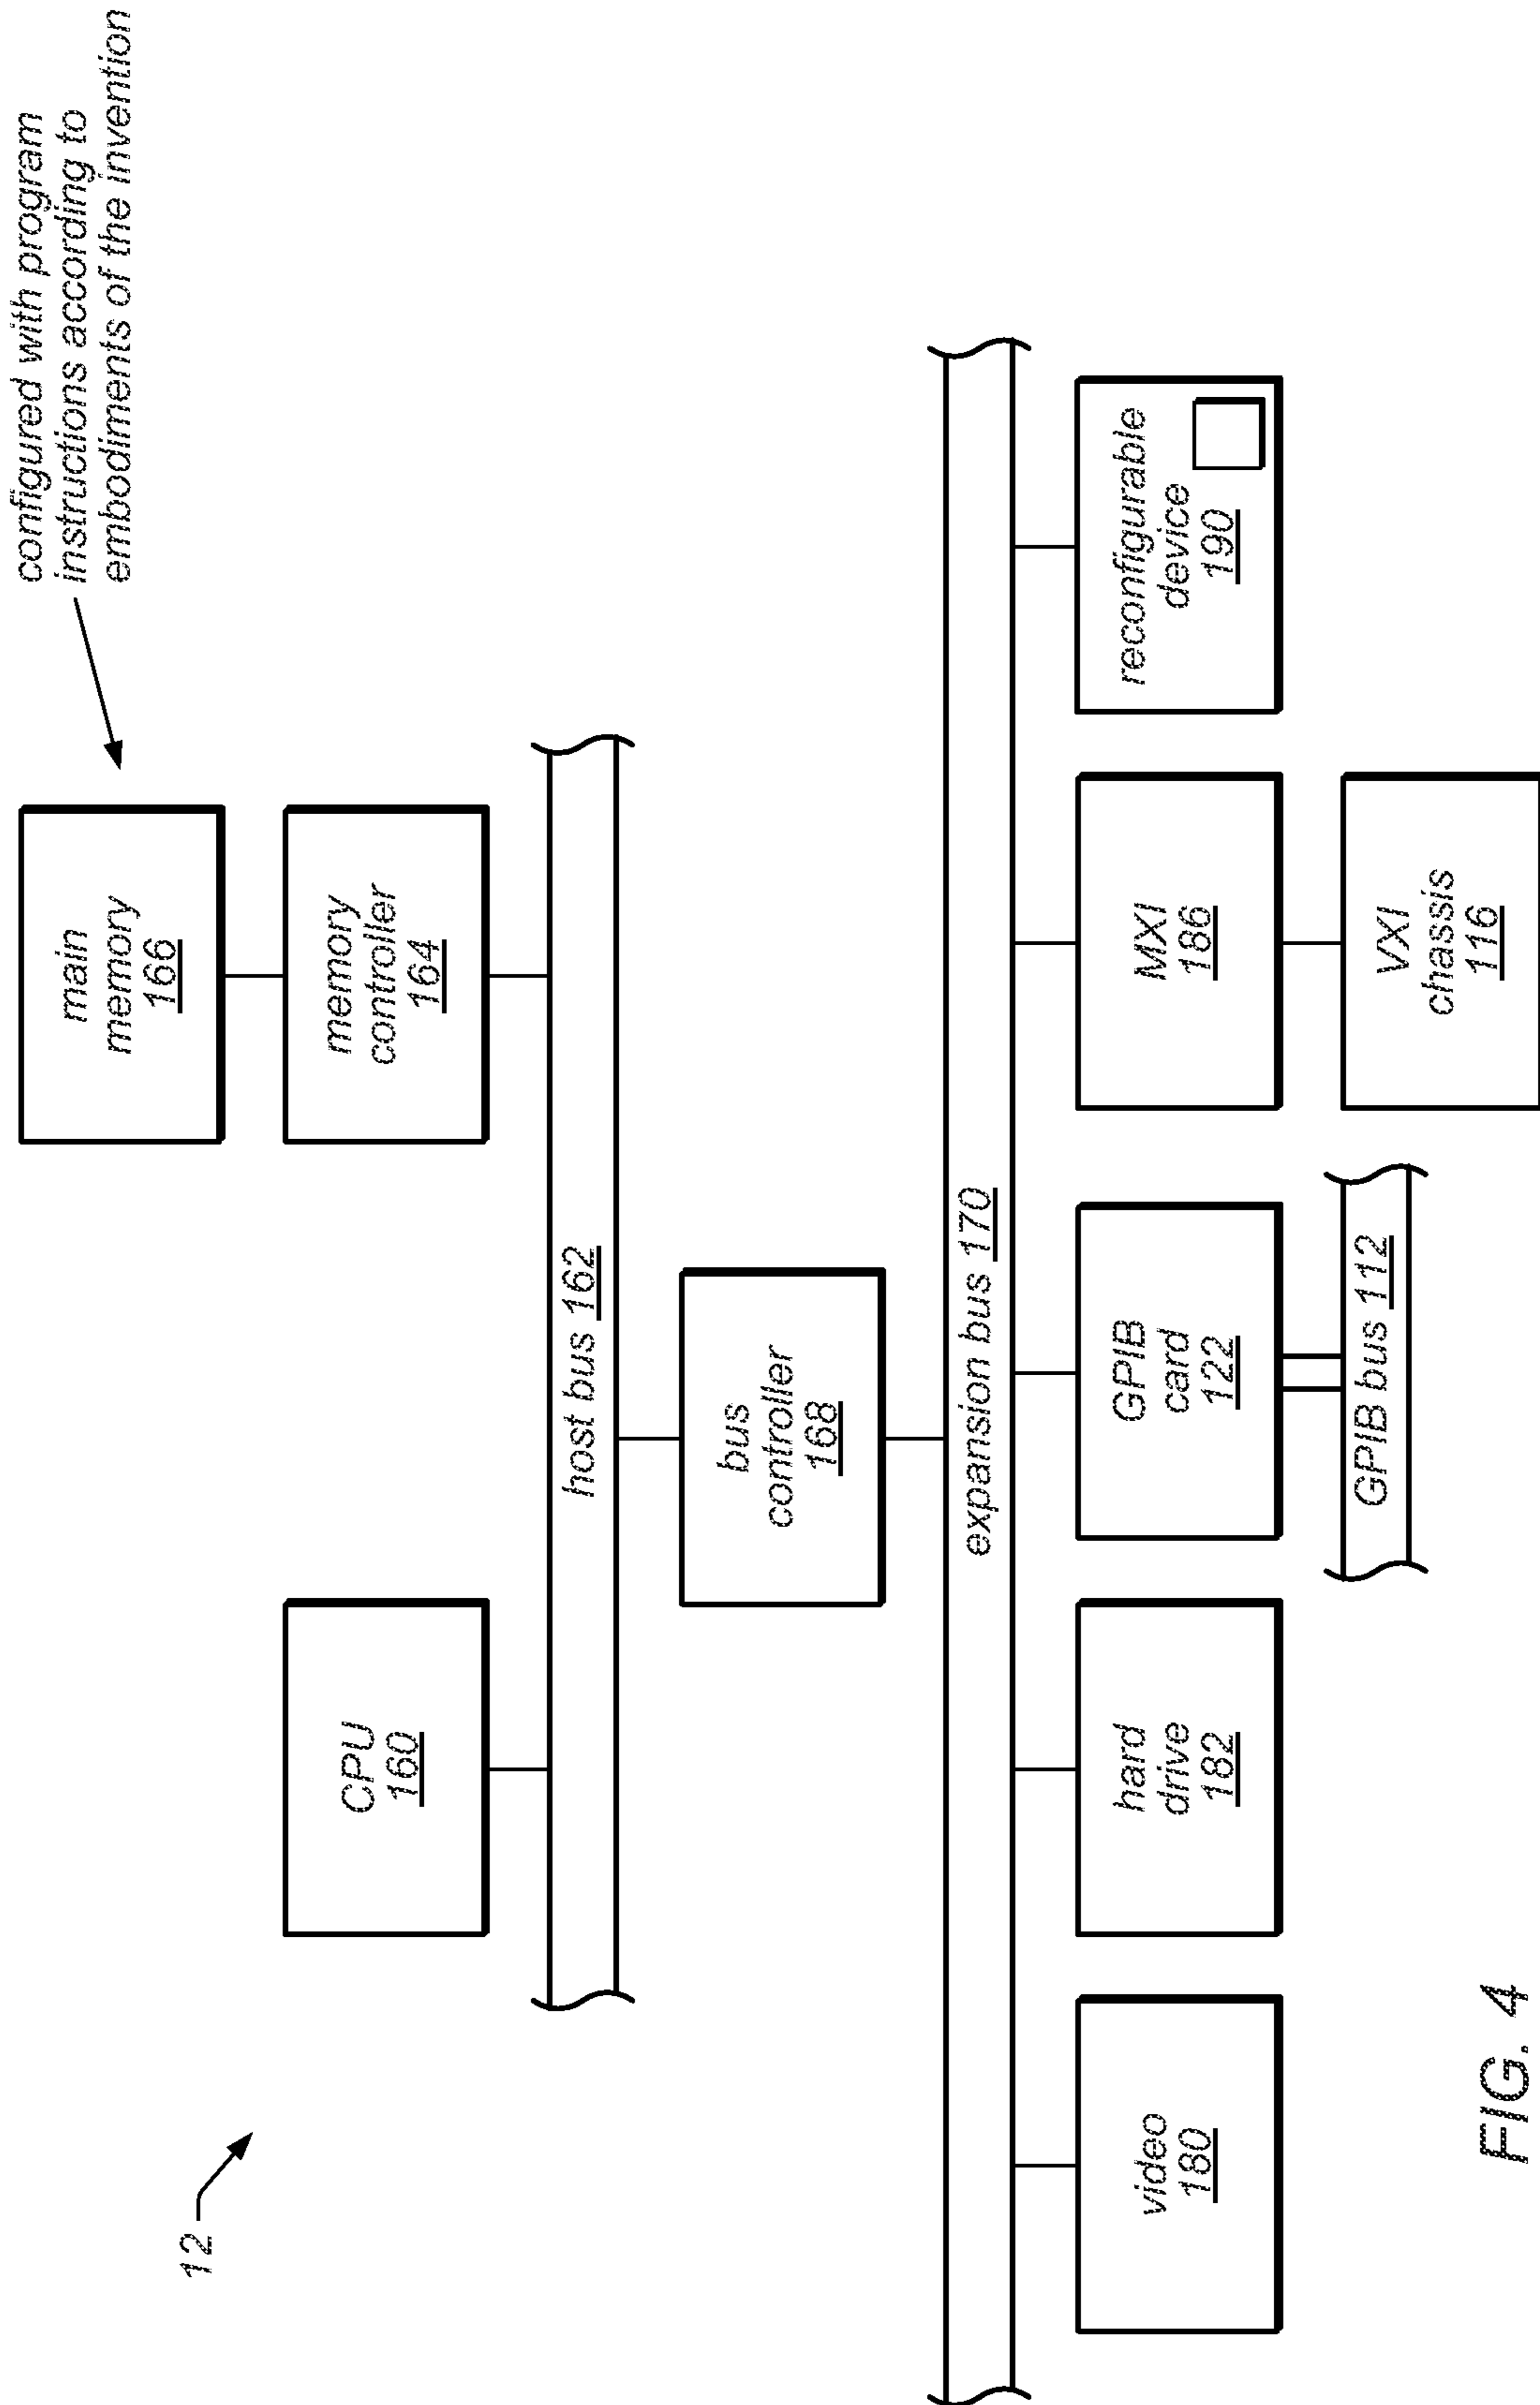 configured with program
instructions according to
embodiments of the invention
12
main
memory
166
CPU
160
memory
controller
164
host bus 162
bus
controller
168
expansion bus 170
video
180
hard
drive
182
GPIB
card
122
MXI
186
reconfigurable
device
190
GPIB bus 112
VXI
chassis
116
FIG. 4